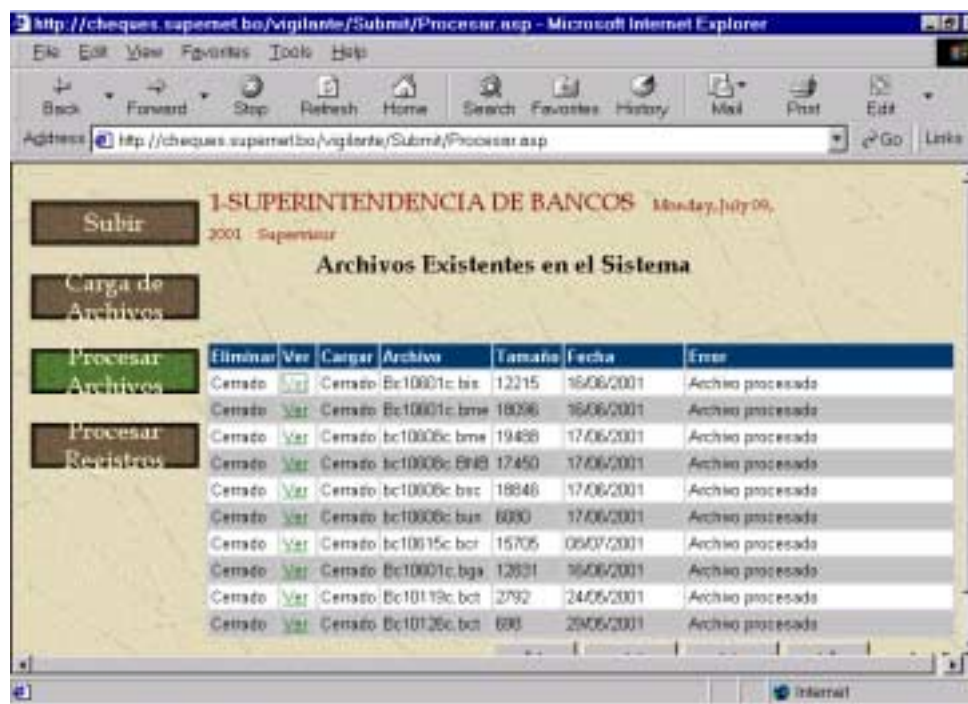 http://cheques.supernet.bo/vigilante/Submit/Procesar.asp - Microsoft Internet Explorer
File Edit View Favorites Tools Help
Back Forward Stop Refresh Home Search Favorites History Mail Print Edit
Address http://cheques.supernet.bo/vigilante/Submit/Procesar.asp Go Links
Subir
Carga de
Archivos
Procesar
Archivos
Procesar
Registros
1-SUPERINTENDENCIA DE BANCOS Monday, July 09,
2001 Supervisor
Archivos Existentes en el Sistema
Eliminar Ver Cargar Archivo Tamaño Fecha Error
Cerrado Ver Cerrado Bc10601c.bis 12215 16/06/2001 Archivo procesado
Cerrado Ver Cerrado Bc10601c.bme 18096 16/06/2001 Archivo procesado
Cerrado Ver Cerrado bc10608c.bme 19488 17/06/2001 Archivo procesado
Cerrado Ver Cerrado bc10608c.BNB 17450 17/06/2001 Archivo procesado
Cerrado Ver Cerrado bc10608c.bsc 18846 17/06/2001 Archivo procesado
Cerrado Ver Cerrado bc10608c.bun 6080 17/06/2001 Archivo procesado
Cerrado Ver Cerrado bc10615c.bcr 15705 06/07/2001 Archivo procesado
Cerrado Ver Cerrado Bc10601c.bga 12831 16/06/2001 Archivo procesado
Cerrado Ver Cerrado Bc10119c.bct 2792 24/05/2001 Archivo procesado
Cerrado Ver Cerrado Bc10126c.bct 698 29/05/2001 Archivo procesado
Internet